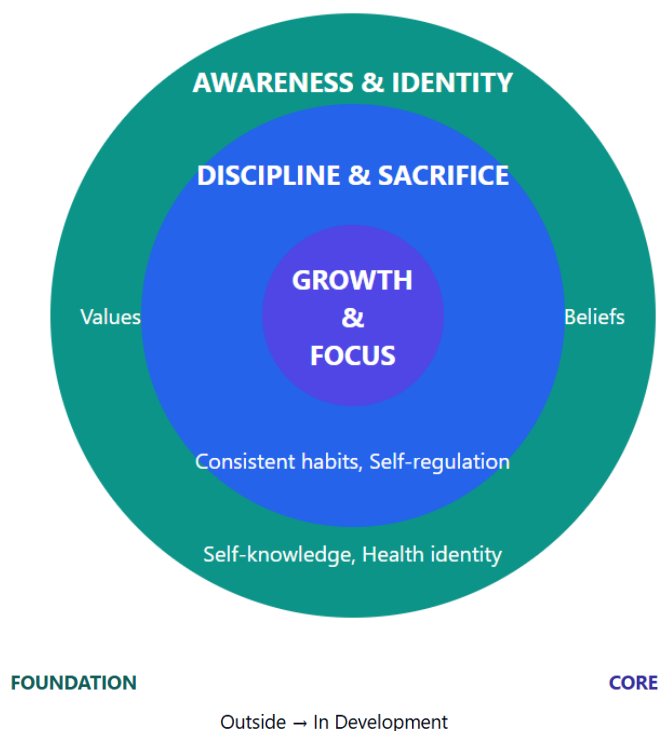 AWARENESS & IDENTITY
DISCIPLINE & SACRIFICE
GROWTH
&
FOCUS
Values
Beliefs
Consistent habits, Self-regulation
Self-knowledge, Health identity
FOUNDATION
CORE
Outside → In Development